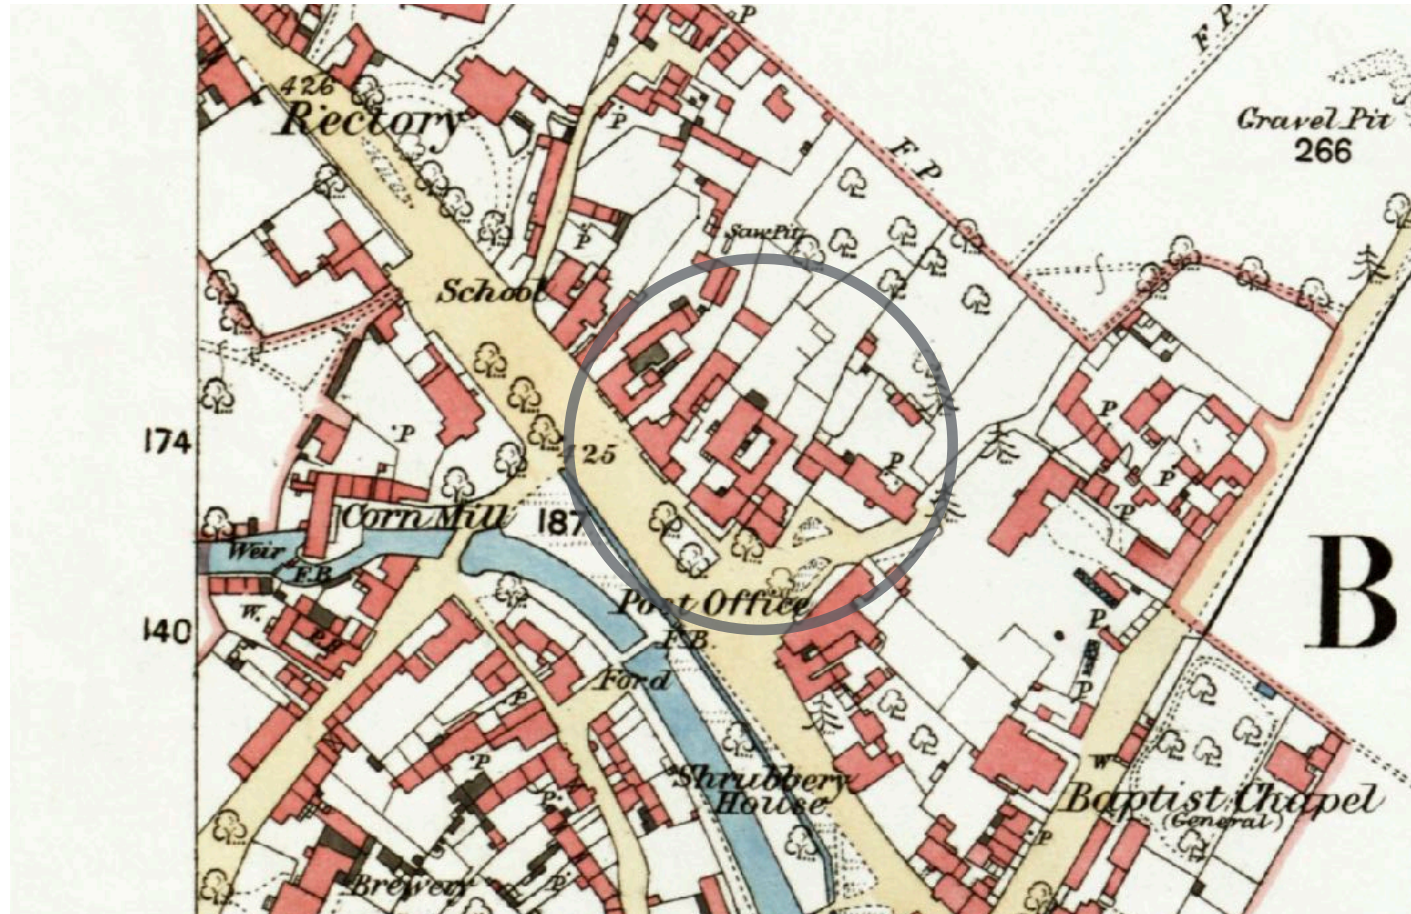 P
F.P
F.P
Gravel Pit
266
426
Rectory
P
Saw Pit
P
School
P
174
425
P
P
P
P
Corn Mill
187
Weir
F.B.
B
Post Office
140
W.
P
F.B.
Ford
P
P
P
Shrubbery
House
W
P
Baptist Chapel
(General)
P
Brewery
P